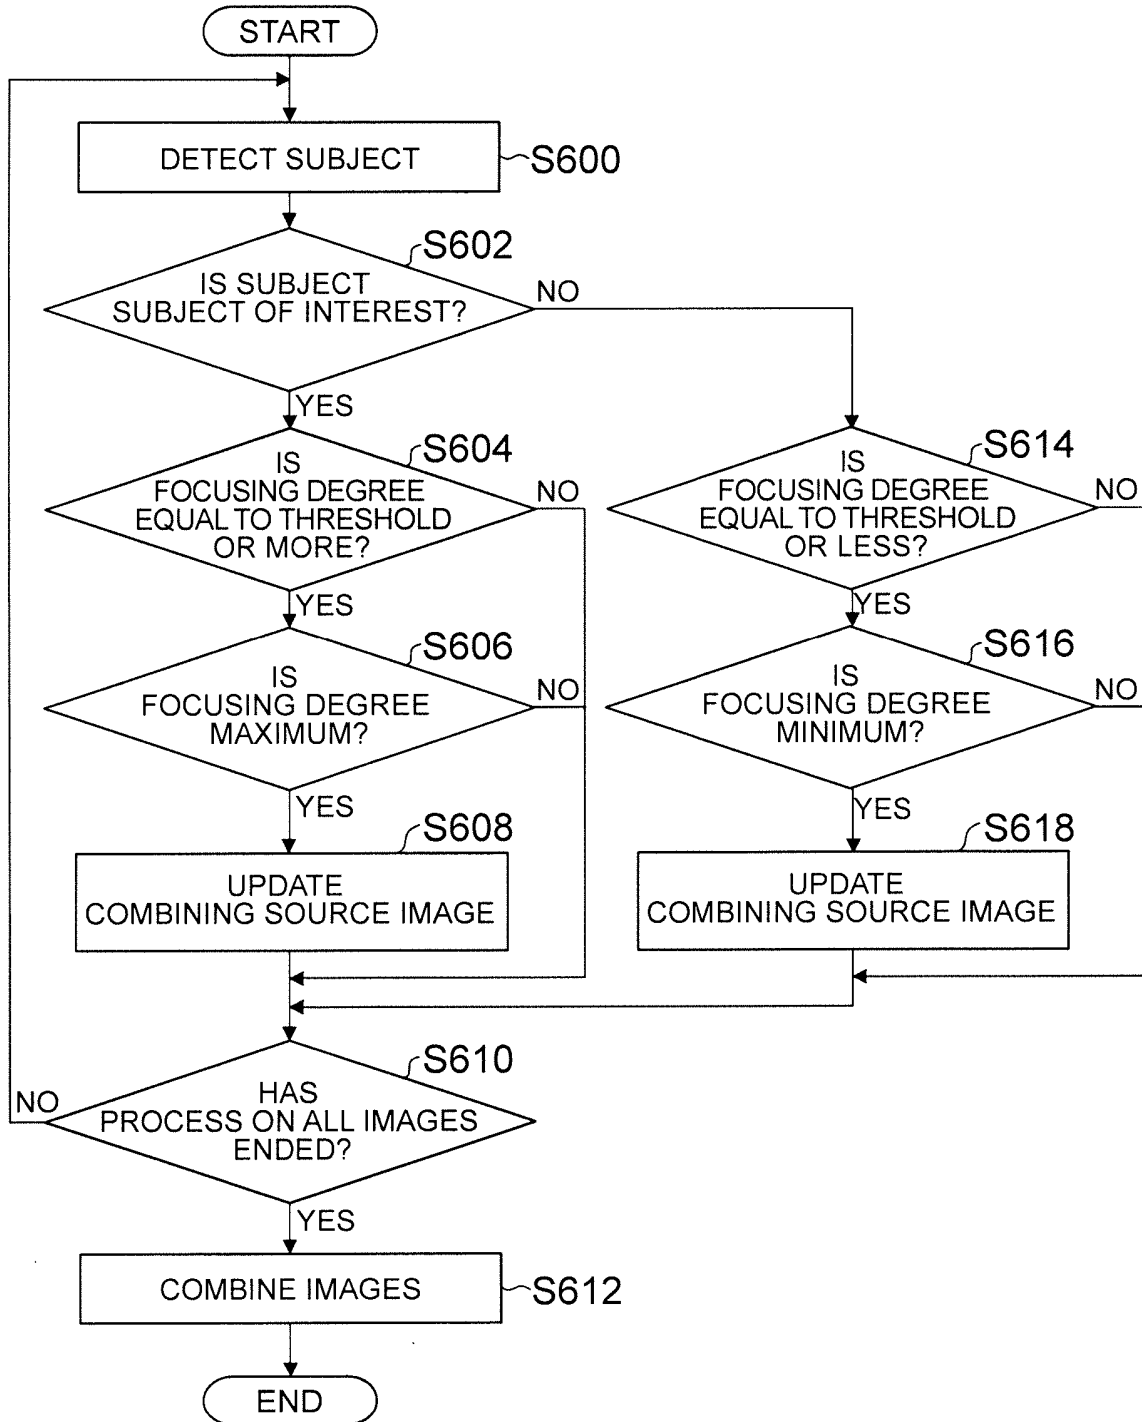 START
DETECT SUBJECT
S600
S602
IS SUBJECT
SUBJECT OF INTEREST?
NO
YES
S604
IS
FOCUSING DEGREE
EQUAL TO THRESHOLD
OR MORE?
NO
YES
S614
IS
FOCUSING DEGREE
EQUAL TO THRESHOLD
OR LESS?
NO
YES
S606
IS
FOCUSING DEGREE
MAXIMUM?
NO
YES
S616
IS
FOCUSING DEGREE
MINIMUM?
NO
YES
S608
UPDATE
COMBINING SOURCE IMAGE
S618
UPDATE
COMBINING SOURCE IMAGE
S610
HAS
PROCESS ON ALL IMAGES
ENDED?
NO
YES
COMBINE IMAGES
S612
END